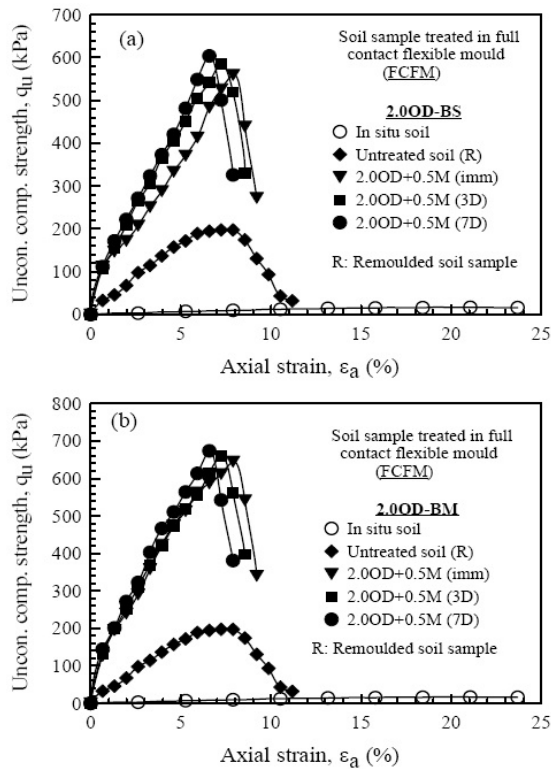 700
600
500
400
300
200
100
0
Uncon. comp. strength, qu (kPa)
(a)
Soil sample treated in full
contact flexible mould
(FCFM)
2.0OD-BS
In situ soil
Untreated soil (R)
2.0OD+0.5M (imm)
2.0OD+0.5M (3D)
2.0OD+0.5M (7D)
R: Remoulded soil sample
0 5 10 15 20 25
Axial strain, εa (%)
800
700
600
500
400
300
200
100
0
Uncon. comp. strength, qu (kPa)
(b)
Soil sample treated in full
contact flexible mould
(FCFM)
2.0OD-BM
In situ soil
Untreated soil (R)
2.0OD+0.5M (imm)
2.0OD+0.5M (3D)
2.0OD+0.5M (7D)
R: Remoulded soil sample
0 5 10 15 20 25
Axial strain, εa (%)